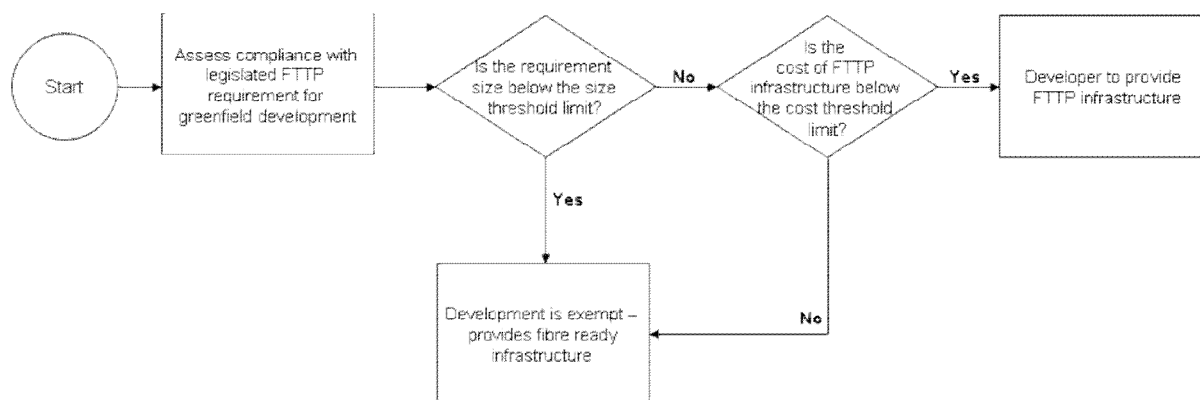 Start
Assess compliance with
legislated FTTP
requirement for
greenfield development
Is the requirement
size below the size
threshold limit?
No
Is the
cost of FTTP
infrastructure below
the cost threshold
limit?
Yes
Developer to provide
FTTP infrastructure
Yes
Development is exempt –
provides fibre ready
infrastructure
No